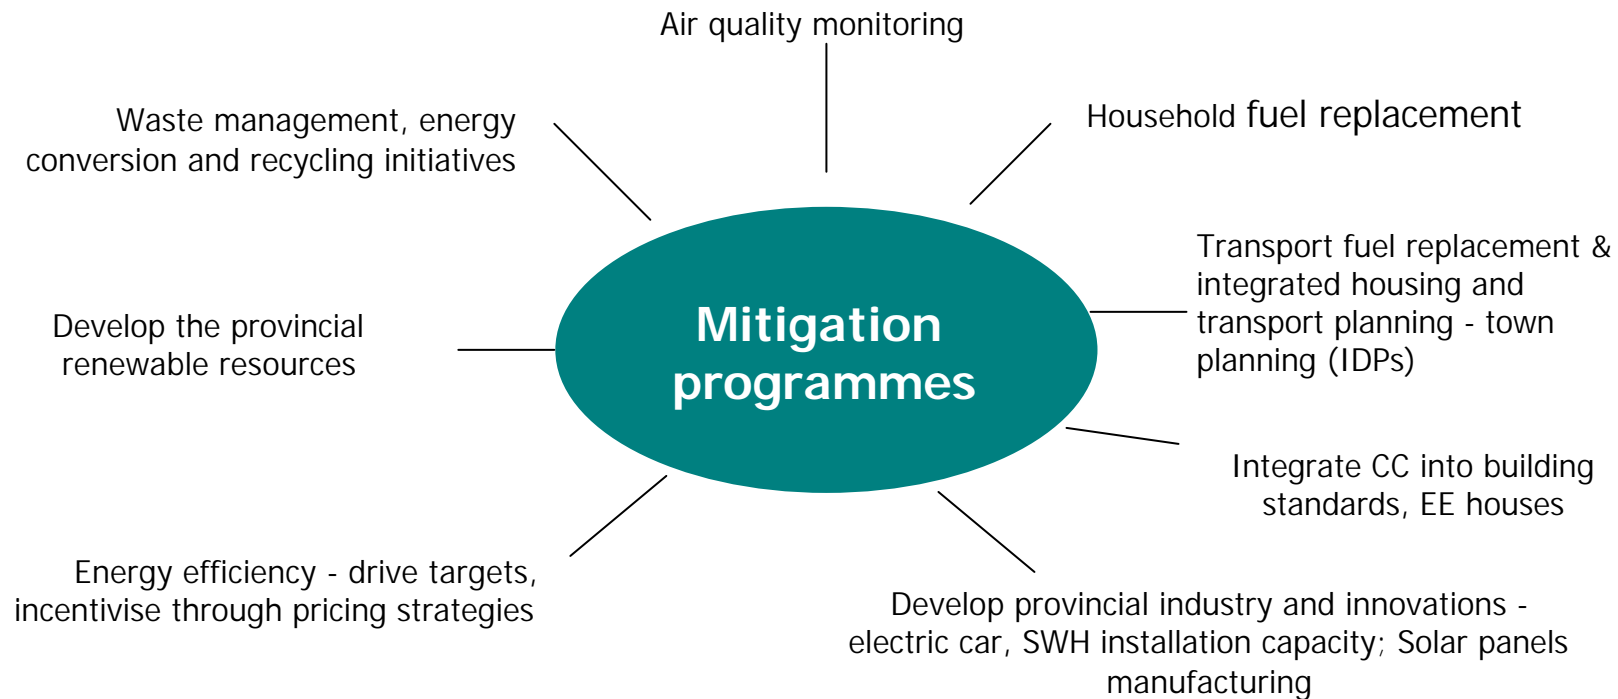 Air quality monitoring
Waste management, energy
conversion and recycling initiatives
Household fuel replacement
Transport fuel replacement &
integrated housing and
transport planning - town
planning (IDPs)
Mitigation
programmes
Develop the provincial
renewable resources
Integrate CC into building
standards, EE houses
Energy efficiency - drive targets,
incentivise through pricing strategies
Develop provincial industry and innovations -
electric car, SWH installation capacity; Solar panels
manufacturing